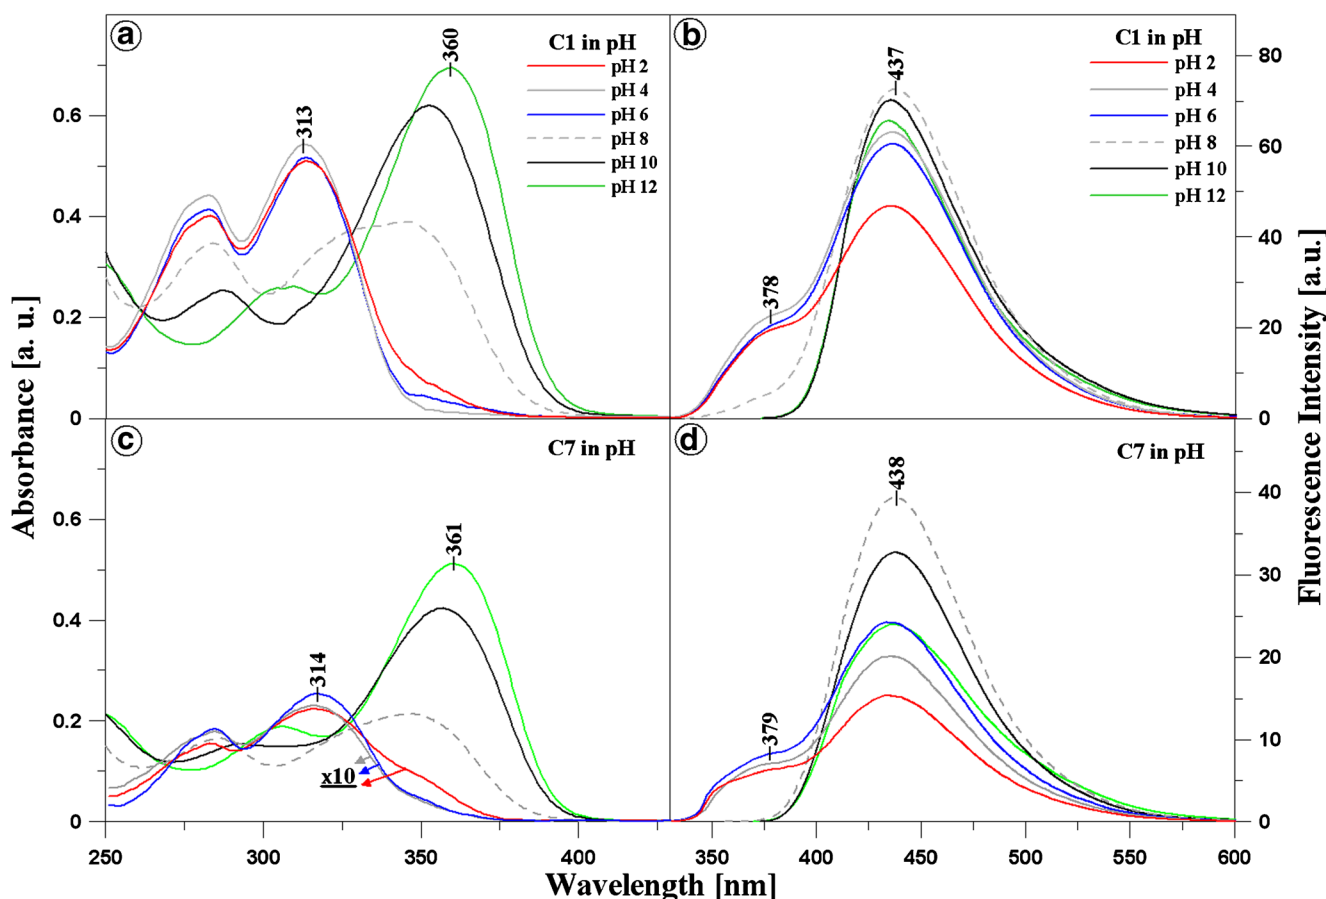 a
C1 in pH
pH 2
pH 4
pH 6
pH 8
pH 10
pH 12
313
360
0.6
0.4
0.2
0
b
C1 in pH
pH 2
pH 4
pH 6
pH 8
pH 10
pH 12
437
378
80
60
40
20
0
c
C7 in pH
361
314
x10
0.6
0.4
0.2
0
250
300
350
400
d
C7 in pH
438
379
40
30
20
10
0
350
400
450
500
550
600
Absorbance [a. u.]
Fluorescence Intensity [a.u.]
Wavelength [nm]